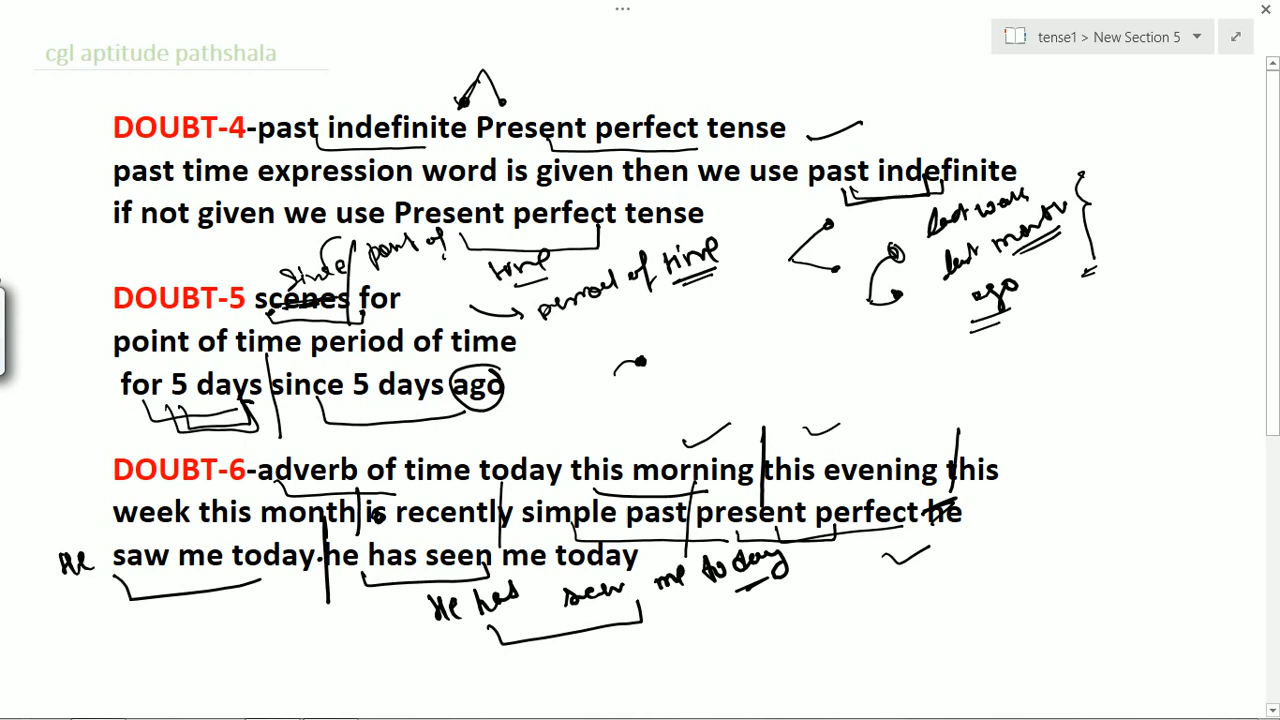 tense1 > New Section 5
cgl aptitude pathshala
DOUBT-4-past indefinite Present perfect tense
past time expression word is given then we use past indefinite
if not given we use Present perfect tense
last week
last month
ago
since point of
time
period of time
DOUBT-5 scenes for
point of time period of time
for 5 days since 5 days ago
DOUBT-6-adverb of time today this morning this evening this
week this month is recently simple past present perfect he
He saw me today he has seen me today
He has seen me today